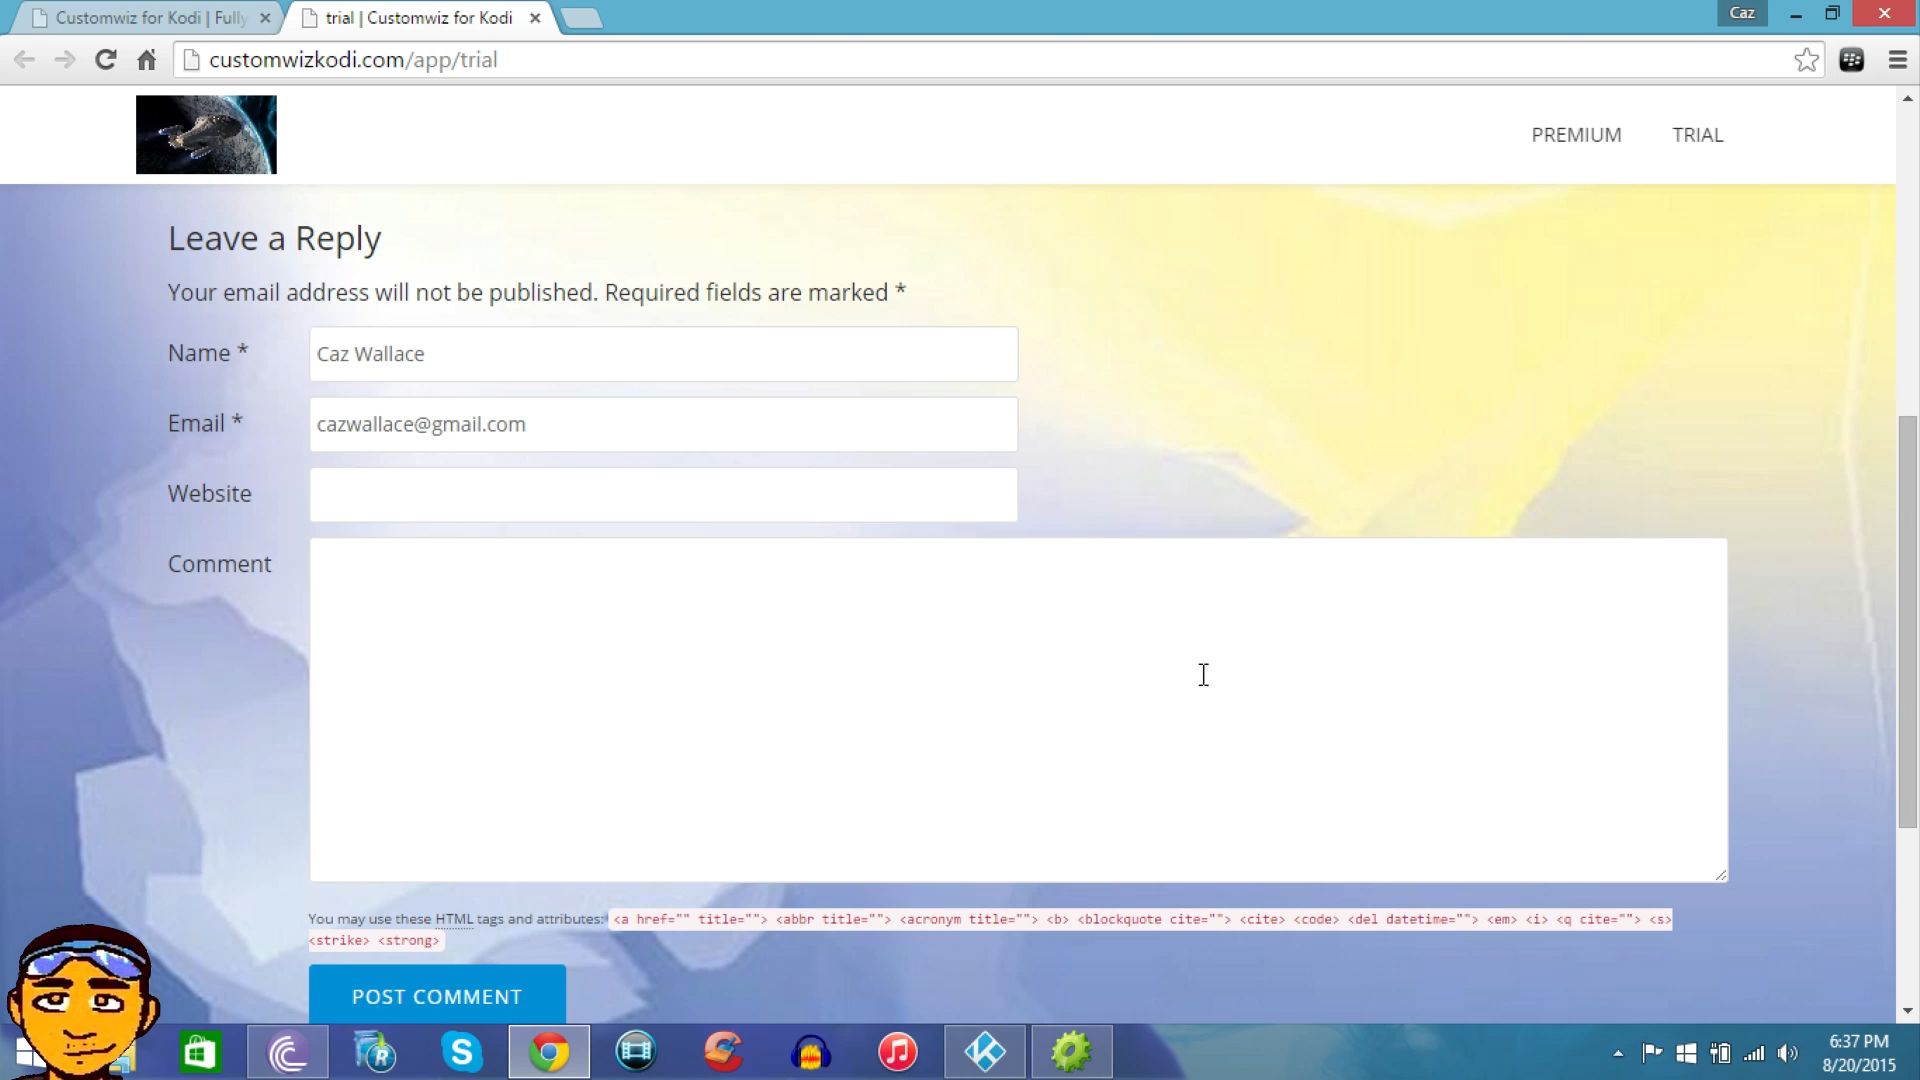 Customwiz for Kodi | Fully
trial | Customwiz for Kodi
Caz
customwizkodi.com/app/trial
PREMIUM
TRIAL
Leave a Reply
Your email address will not be published. Required fields are marked *
Name *
Caz Wallace
Email *
cazwallace@gmail.com
Website
Comment
You may use these HTML tags and attributes: <a href="" title=""> <abbr title=""> <acronym title=""> <b> <blockquote cite=""> <cite> <code> <del datetime=""> <em> <i> <q cite=""> <s>
<strike> <strong>
POST COMMENT
6:37 PM
8/20/2015